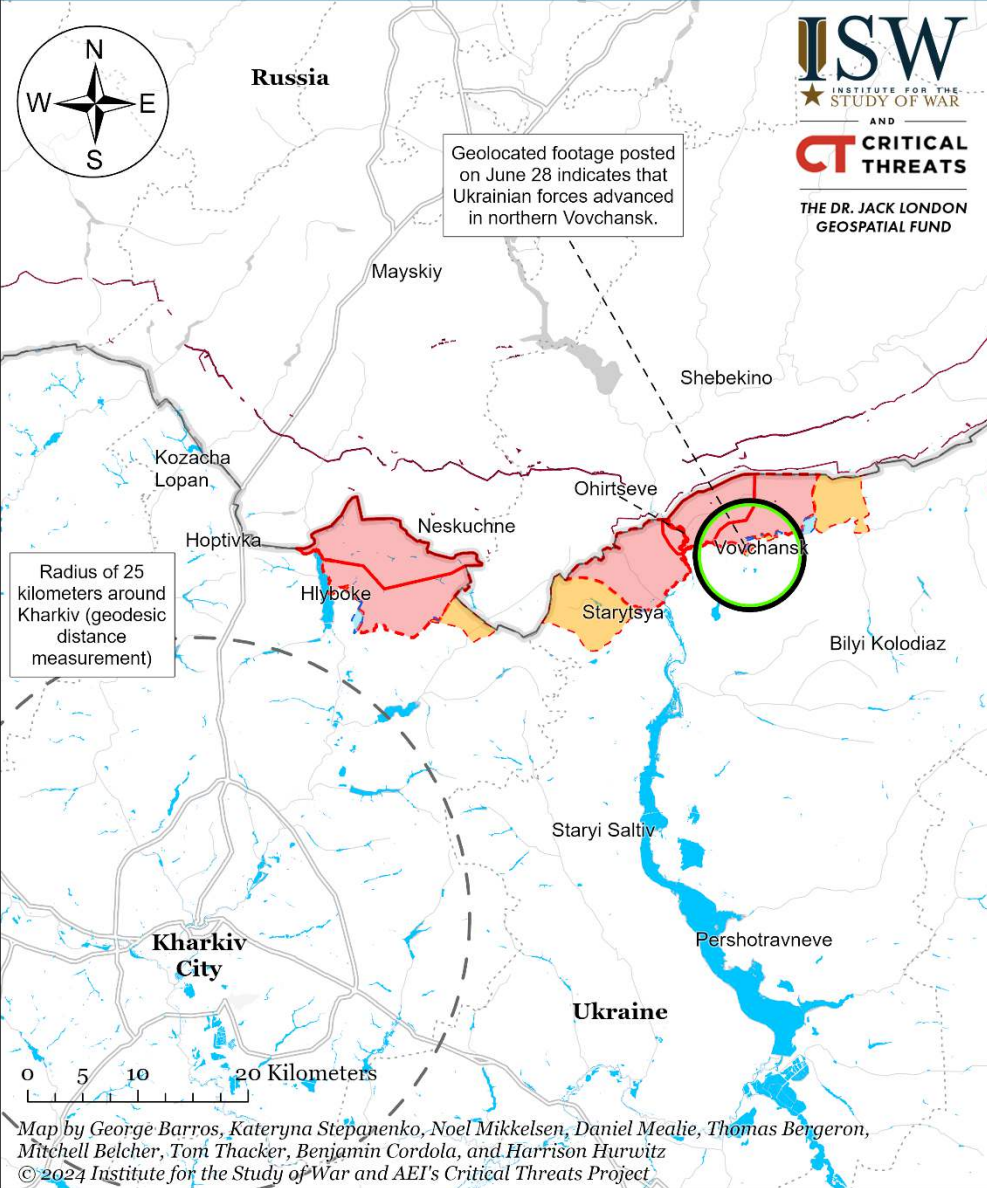 N
W
E
S
Russia
ISW
INSTITUTE FOR THE
STUDY OF WAR
AND
CT CRITICAL
THREATS
THE DR. JACK LONDON
GEOSPATIAL FUND
Geolocated footage posted
on June 28 indicates that
Ukrainian forces advanced
in northern Vovchansk.
Mayskiy
Shebekino
Kozacha
Lopan
Ohirtseve
Neskuchne
Hoptivka
Vovchansk
Radius of 25
kilometers around
Kharkiv (geodesic
distance
measurement)
Hlyboke
Starytsya
Bilyi Kolodiaz
Staryi Saltiv
Pershotravneve
Kharkiv
City
Ukraine
0 5 10 20 Kilometers
Map by George Barros, Kateryna Stepanenko, Noel Mikkelsen, Daniel Mealie, Thomas Bergeron,
Mitchell Belcher, Tom Thacker, Benjamin Cordola, and Harrison Hurwitz
© 2024 Institute for the Study of War and AEI's Critical Threats Project